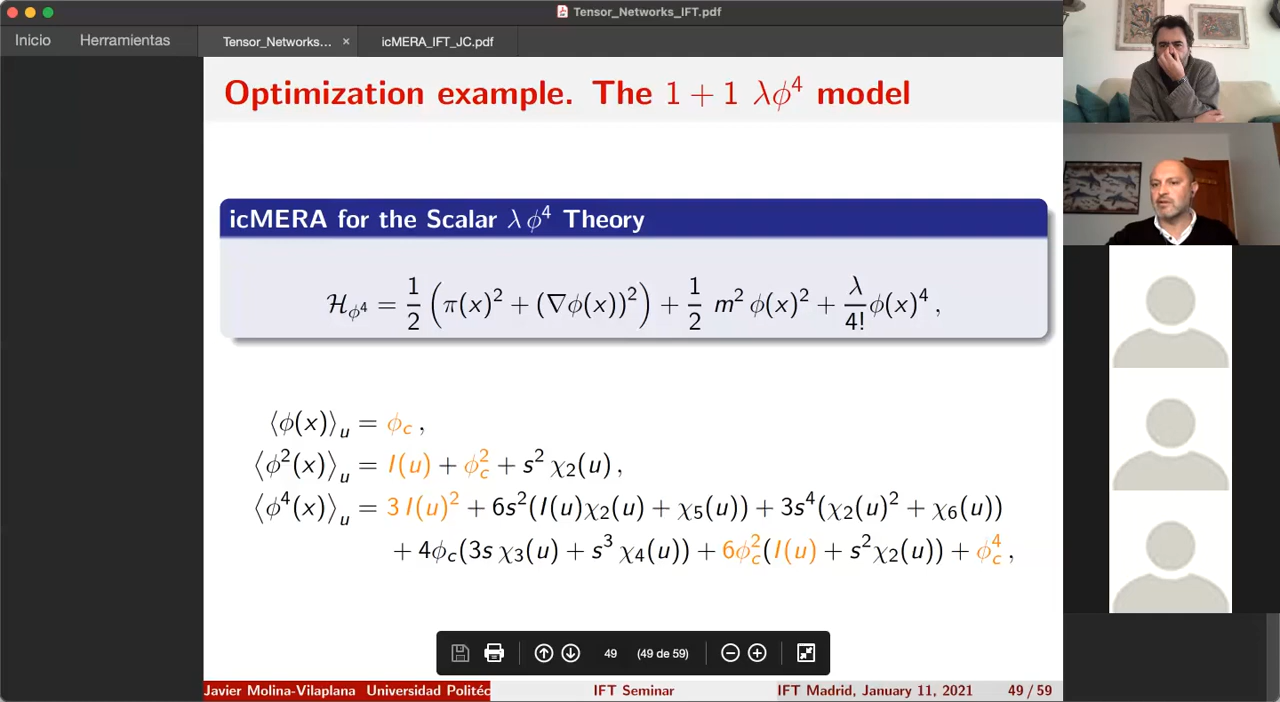 Tensor_Networks_IFT.pdf
Inicio Herramientas Tensor_Networks... × icMERA_IFT_JC.pdf
Optimization example. The 1 + 1 λϕ⁴ model
icMERA for the Scalar λ ϕ⁴ Theory
ℋ_ϕ⁴ = 1/2 (π(x)² + (∇ϕ(x))²) + 1/2 m² ϕ(x)² + λ/4! ϕ(x)⁴ ,
⟨ϕ(x)⟩_u = ϕ_c ,
⟨ϕ²(x)⟩_u = I(u) + ϕ_c² + s² χ₂(u) ,
⟨ϕ⁴(x)⟩_u = 3 I(u)² + 6s²(I(u)χ₂(u) + χ₅(u)) + 3s⁴(χ₂(u)² + χ₆(u))
+ 4ϕ_c(3s χ₃(u) + s³ χ₄(u)) + 6ϕ_c²(I(u) + s²χ₂(u)) + ϕ_c⁴ ,
49 (49 de 59)
Javier Molina-Vilaplana Universidad Politéc IFT Seminar IFT Madrid, January 11, 2021 49 / 59